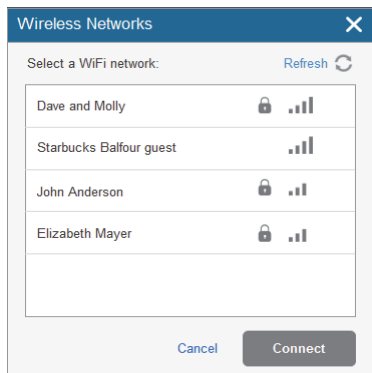 Wireless Networks
Select a WiFi network:
Refresh
Dave and Molly
Starbucks Balfour guest
John Anderson
Elizabeth Mayer
Cancel
Connect